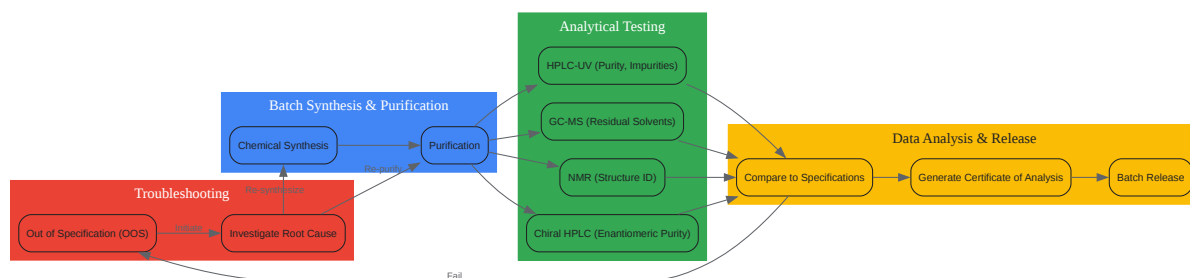 Analytical Testing
HPLC-UV (Purity, Impurities)
Batch Synthesis & Purification
GC-MS (Residual Solvents)
Data Analysis & Release
Chemical Synthesis
Purification
Re-purify
NMR (Structure ID)
Compare to Specifications
Generate Certificate of Analysis
Batch Release
Troubleshooting
Re-synthesize
Out of Specification (OOS)
Initiate
Investigate Root Cause
Chiral HPLC (Enantiomeric Purity)
Fail